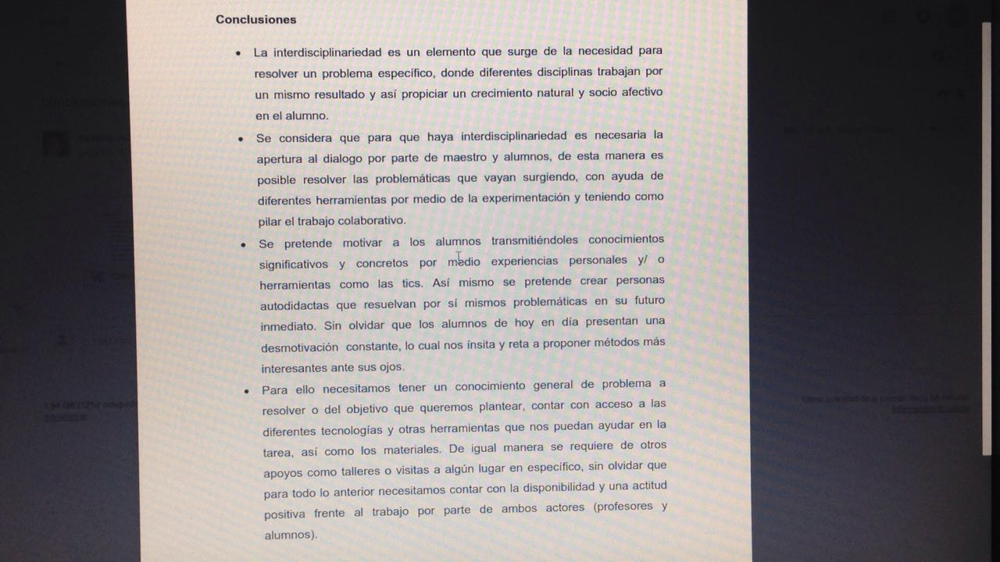 Conclusiones
• La interdisciplinariedad es un elemento que surge de la necesidad para
resolver un problema específico, donde diferentes disciplinas trabajan por
un mismo resultado y así propiciar un crecimiento natural y socio afectivo
en el alumno.
• Se considera que para que haya interdisciplinariedad es necesaria la
apertura al dialogo por parte de maestro y alumnos, de esta manera es
posible resolver las problemáticas que vayan surgiendo, con ayuda de
diferentes herramientas por medio de la experimentación y teniendo como
pilar el trabajo colaborativo.
• Se pretende motivar a los alumnos transmitiéndoles conocimientos
significativos y concretos por medio experiencias personales y/ o
herramientas como las tics. Así mismo se pretende crear personas
autodidactas que resuelvan por sí mismos problemáticas en su futuro
inmediato. Sin olvidar que los alumnos de hoy en día presentan una
desmotivación constante, lo cual nos ínsita y reta a proponer métodos más
interesantes ante sus ojos.
• Para ello necesitamos tener un conocimiento general de problema a
resolver o del objetivo que queremos plantear, contar con acceso a las
diferentes tecnologías y otras herramientas que nos puedan ayudar en la
tarea, así como los materiales. De igual manera se requiere de otros
apoyos como talleres o visitas a algún lugar en específico, sin olvidar que
para todo lo anterior necesitamos contar con la disponibilidad y una actitud
positiva frente al trabajo por parte de ambos actores (profesores y
alumnos).